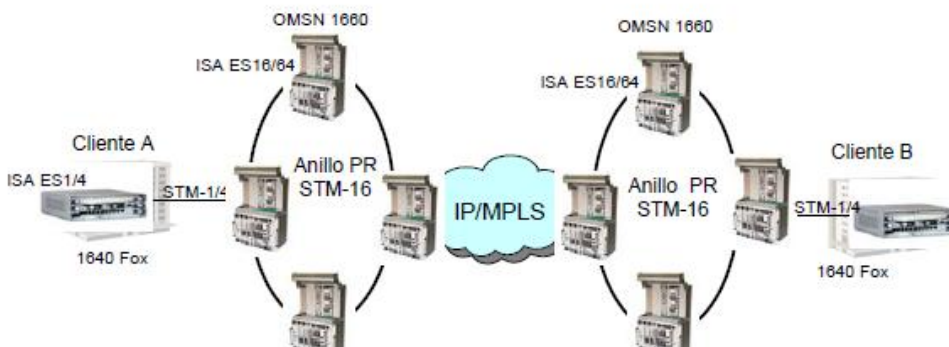 OMSN 1660
ISA ES16/64
Cliente A
ISA ES1/4
STM-1/4
1640 Fox
Anillo PR
STM-16
IP/MPLS
OMSN 1660
ISA ES16/64
Anillo PR
STM-16
Cliente B
STM-1/4
1640 Fox